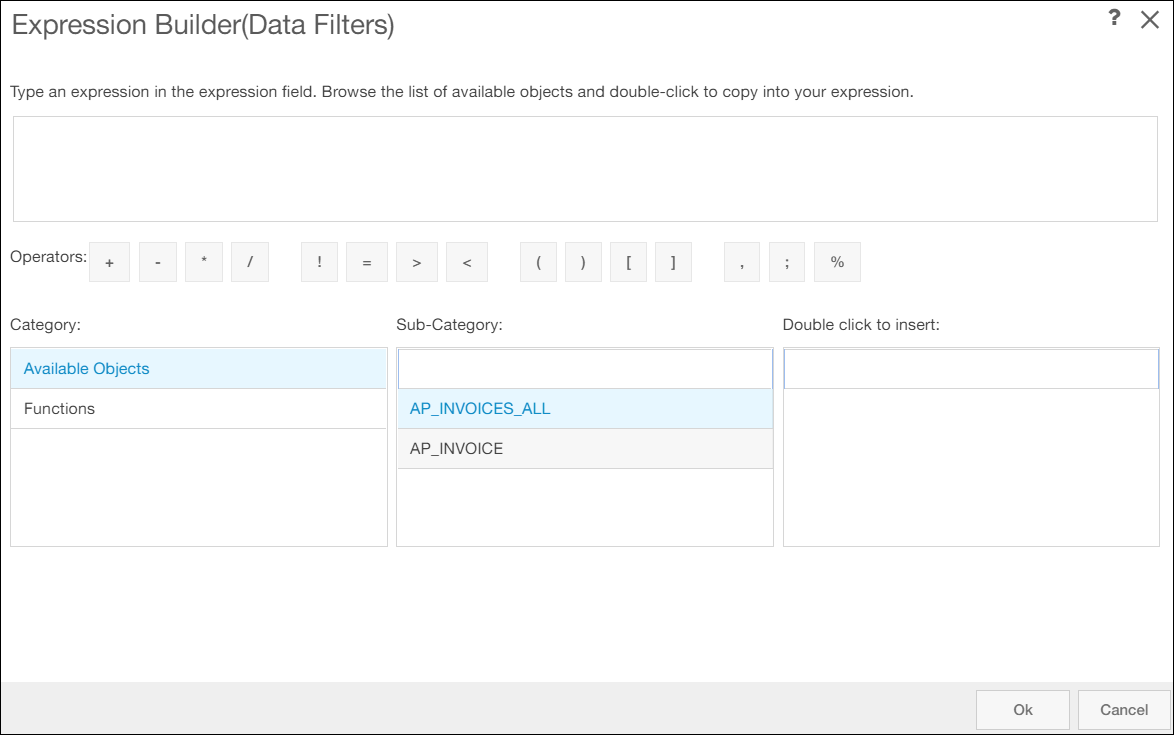 Expression Builder(Data Filters)
?
Type an expression in the expression field. Browse the list of available objects and double-click to copy into your expression.
Operators: + - * / ! = > < ( ) [ ] , ; %
Category: Sub-Category: Double click to insert:
Available Objects
Functions AP_INVOICES_ALL
AP_INVOICE
Ok Cancel